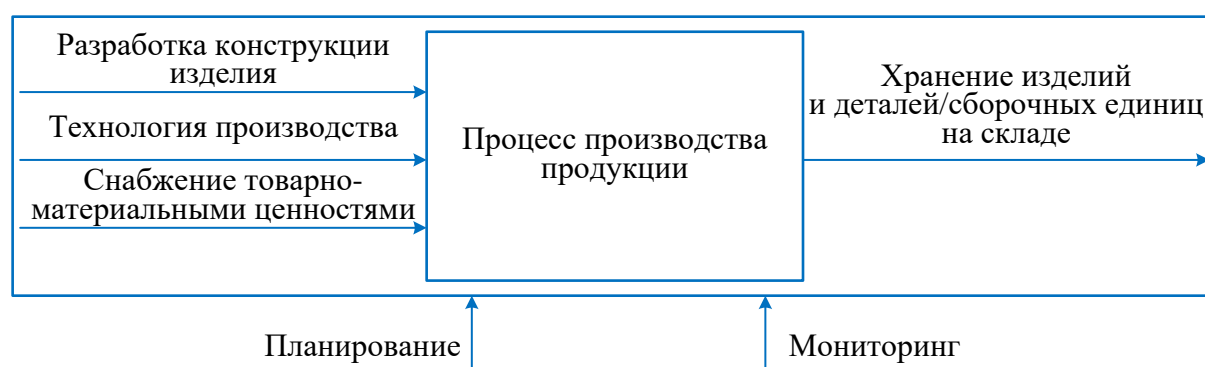 Разработка конструкции
изделия
Технология производства
Снабжение товарно-
материальными ценностями
Процесс производства
продукции
Хранение изделий
и деталей/сборочных единиц
на складе
Планирование
Мониторинг